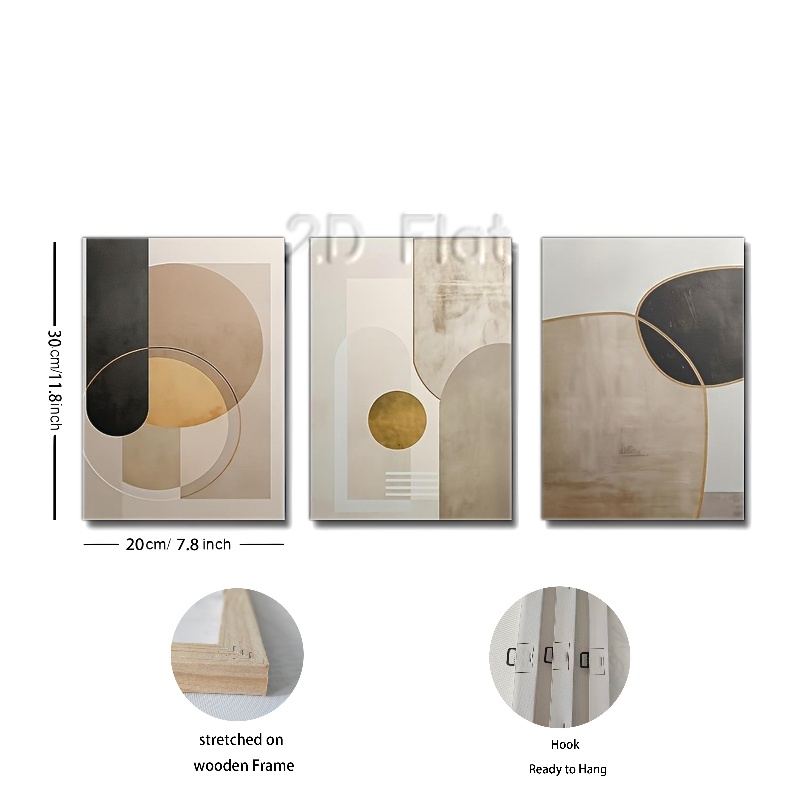 2D Flat
30cm/11.8inch
20cm/ 7.8 inch
stretched on
wooden Frame
Hook
Ready to Hang